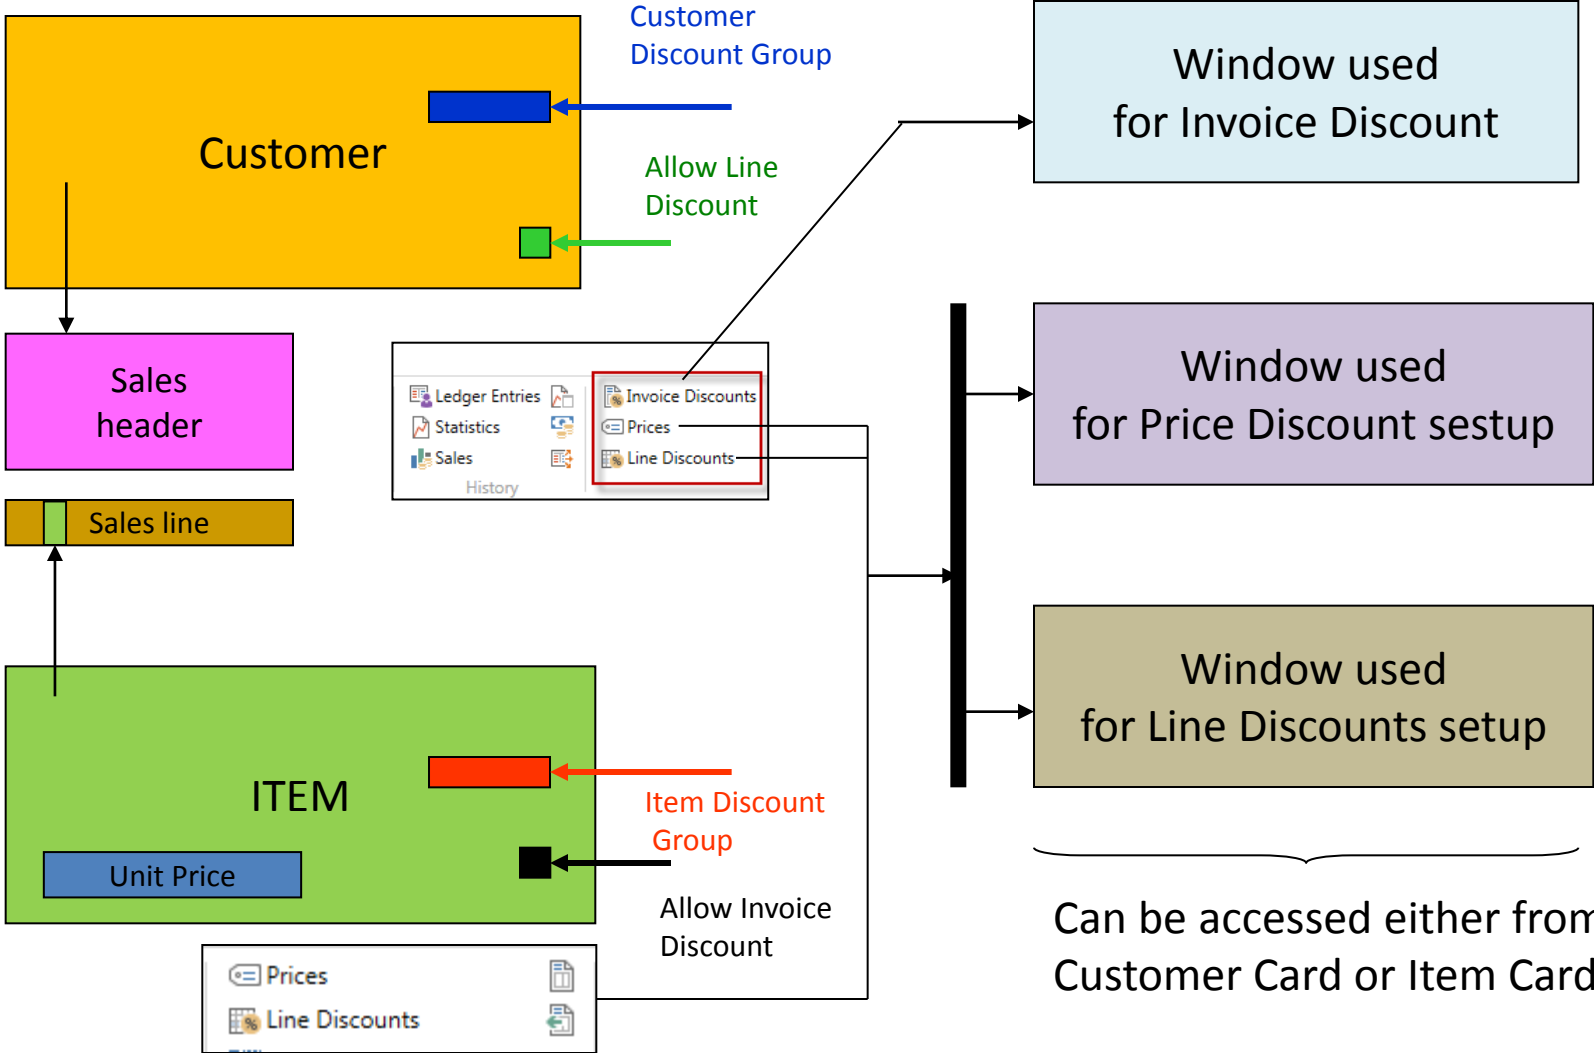 Customer
Discount Group
Customer
Allow Line
Discount
Window used
for Invoice Discount
Sales
header
Ledger Entries
Statistics
Sales
History
Invoice Discounts
Prices
Line Discounts
Window used
for Price Discount sestup
Sales line
Window used
for Line Discounts setup
ITEM
Unit Price
Item Discount
Group
Allow Invoice
Discount
Can be accessed either from
Customer Card or Item Card
Prices
Line Discounts